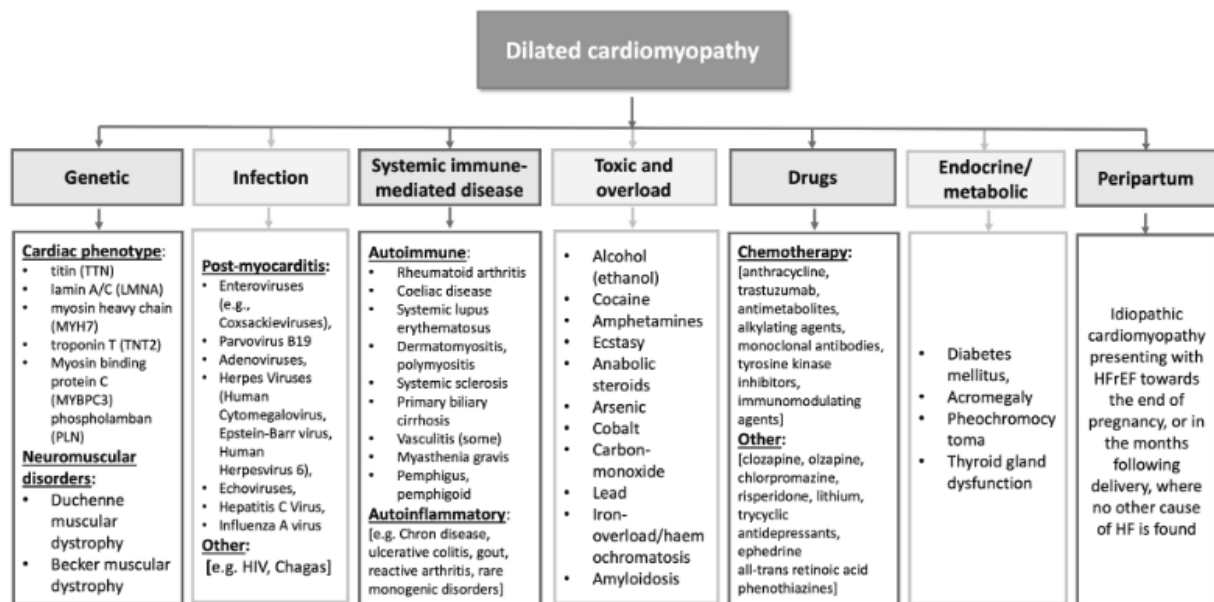 Dilated cardiomyopathy
Genetic
Cardiac phenotype:
• titin (TTN)
• lamin A/C (LMNA)
• myosin heavy chain
(MYH7)
• troponin T (TNT2)
• Myosin binding
protein C
(MYBPC3)
phospholamban
(PLN)
Neuromuscular
disorders:
• Duchenne
muscular
dystrophy
• Becker muscular
dystrophy
Infection
Post-myocarditis:
• Enteroviruses
(e.g.,
Coxsackieviruses),
• Parvovirus B19
• Adenoviruses,
• Herpes Viruses
(Human
Cytomegalovirus,
Epstein-Barr virus,
Human
Herpesvirus 6),
• Echoviruses,
• Hepatitis C Virus,
• Influenza A virus
Other:
[e.g. HIV, Chagas]
Systemic immune-
mediated disease
Autoimmune:
• Rheumatoid arthritis
• Coeliac disease
• Systemic lupus
erythematosus
• Dermatomyositis,
polymyositis
• Systemic sclerosis
• Primary biliary
cirrhosis
• Vasculitis (some)
• Myasthenia gravis
• Pemphigus,
pemphigoid
Autoinflammatory:
[e.g. Chron disease,
ulcerative colitis, gout,
reactive arthritis, rare
monogenic disorders]
Toxic and
overload
• Alcohol
(ethanol)
• Cocaine
• Amphetamines
• Ecstasy
• Anabolic
steroids
• Arsenic
• Cobalt
• Carbon-
monoxide
• Lead
• Iron-
overload/haem
ochromatosis
• Amyloidosis
Drugs
Chemotherapy:
[anthracycline,
trastuzumab,
antimetabolites,
alkylating agents,
monoclonal antibodies,
tyrosine kinase
inhibitors,
immunomodulating
agents]
Other:
[clozapine, olzapine,
chlorpromazine,
risperidone, lithium,
trycyclic
antidepressants,
ephedrine
all-trans retinoic acid
phenothiazines]
Endocrine/
metabolic
• Diabetes
mellitus,
• Acromegaly
• Pheochromocy
toma
• Thyroid gland
dysfunction
Peripartum
Idiopathic
cardiomyopathy
presenting with
HFrEF towards
the end of
pregnancy, or in
the months
following
delivery, where
no other cause
of HF is found